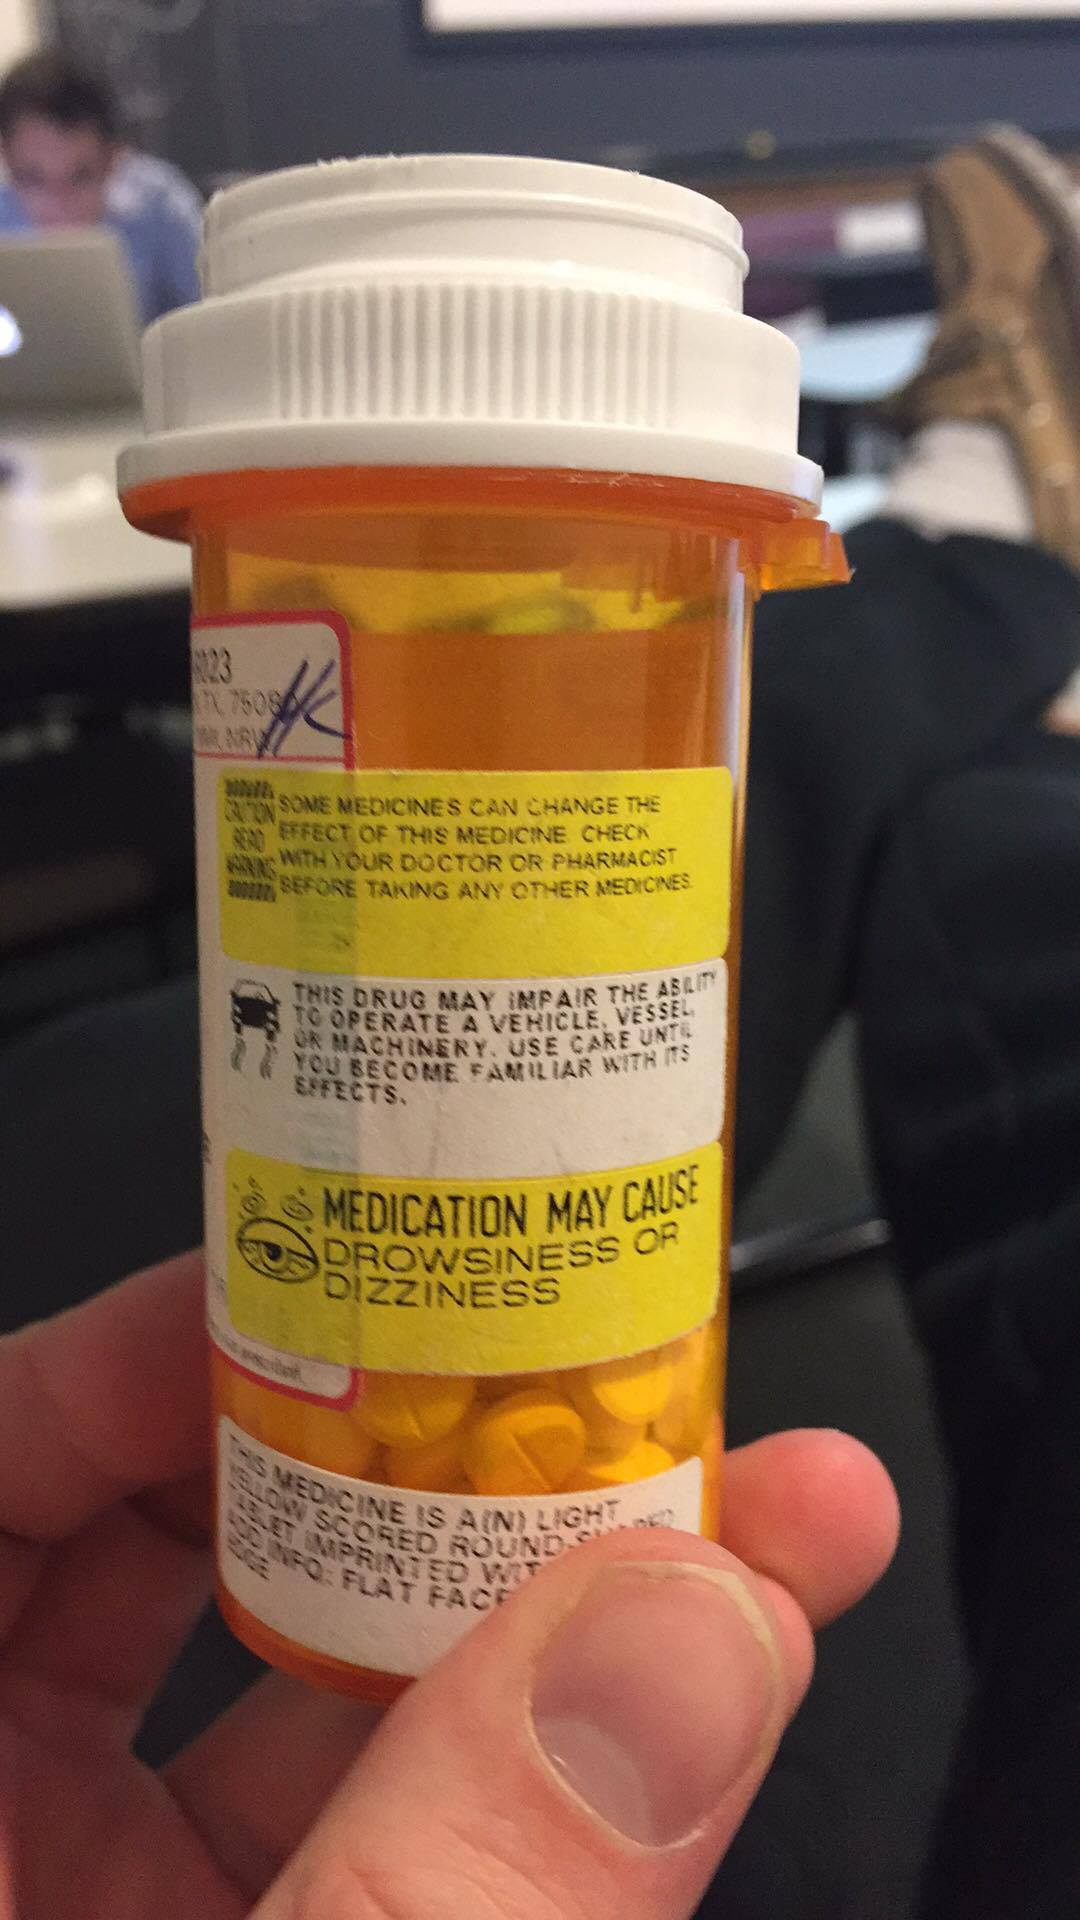 TX, 7508
CAUTION
READ
WARNING
SOME MEDICINES CAN CHANGE THE
EFFECT OF THIS MEDICINE. CHECK
WITH YOUR DOCTOR OR PHARMACIST
BEFORE TAKING ANY OTHER MEDICINES.
THIS DRUG MAY IMPAIR THE ABILITY
TO OPERATE A VEHICLE, VESSEL,
OR MACHINERY. USE CARE UNTIL
YOU BECOME FAMILIAR WITH ITS
EFFECTS.
MEDICATION MAY CAUSE
DROWSINESS OR
DIZZINESS
THIS MEDICINE IS A(N) LIGHT
YELLOW SCORED ROUND-SHAPED
TABLET IMPRINTED WIT
ADD INFO: FLAT FACE
EDGE